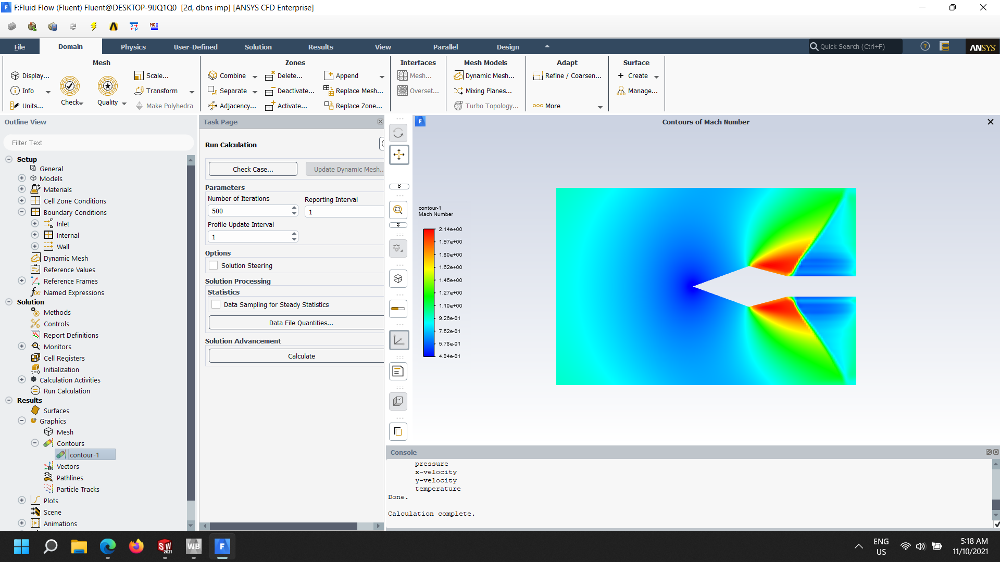 F:Fluid Flow (Fluent) Fluent@DESKTOP-9IJQ1Q0 [2d, dbns imp] [ANSYS CFD Enterprise]
File
Domain
Physics
User-Defined
Solution
Results
View
Parallel
Design
Quick Search (Ctrl+F)
ANSYS
Mesh
Display...
Info
Units...
Check
Quality
Scale...
Transform
Make Polyhedra
Zones
Combine
Separate
Adjacency...
Delete...
Deactivate...
Activate...
Append
Replace Mesh...
Replace Zone...
Interfaces
Mesh...
Overset...
Mesh Models
Dynamic Mesh...
Mixing Planes...
Turbo Topology...
Adapt
Refine / Coarsen...
More
Surface
Create
Manage...
Outline View
Filter Text
Setup
General
Models
Materials
Cell Zone Conditions
Boundary Conditions
Inlet
Internal
Wall
Dynamic Mesh
Reference Values
Reference Frames
Named Expressions
Solution
Methods
Controls
Report Definitions
Monitors
Cell Registers
Initialization
Calculation Activities
Run Calculation
Results
Surfaces
Graphics
Mesh
Contours
contour-1
Vectors
Pathlines
Particle Tracks
Plots
Scene
Animations
Task Page
Run Calculation
Check Case...
Update Dynamic Mesh..
Parameters
Number of Iterations
500
Reporting Interval
1
Profile Update Interval
1
Options
Solution Steering
Solution Processing
Statistics
Data Sampling for Steady Statistics
Data File Quantities...
Solution Advancement
Calculate
Contours of Mach Number
contour-1
Mach Number
2.14e+00
1.97e+00
1.80e+00
1.62e+00
1.45e+00
1.27e+00
1.10e+00
9.26e-01
7.52e-01
5.78e-01
4.04e-01
Console
pressure
x-velocity
y-velocity
temperature
Done.
Calculation complete.
SW
2021
WB
F
ENG
US
5:18 AM
11/10/2021